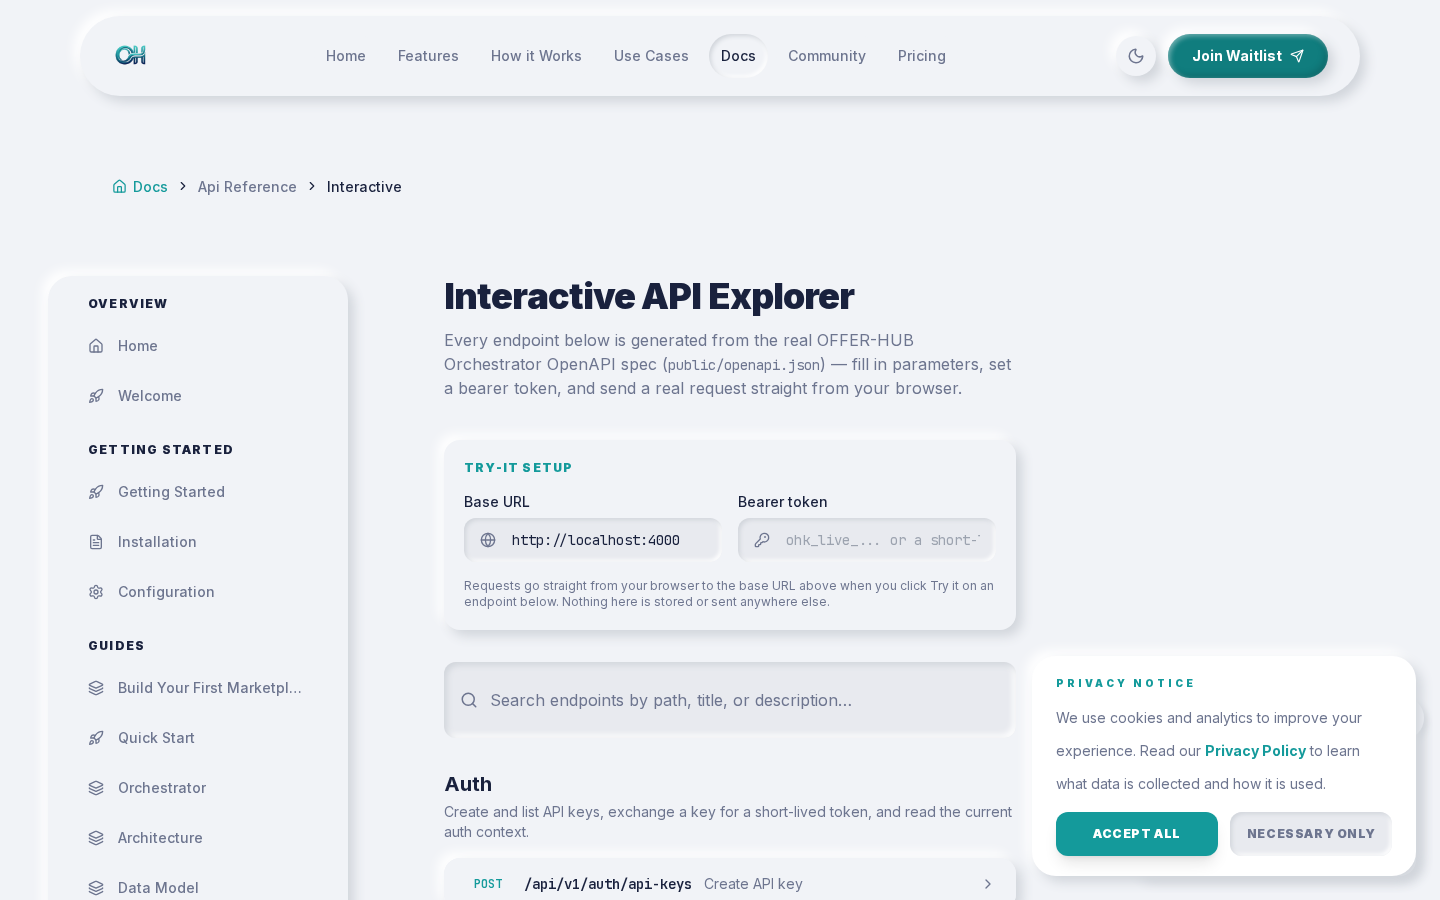 OH
Home
Features
How it Works
Use Cases
Docs
Community
Pricing
Join Waitlist
Docs
Api Reference
Interactive
OVERVIEW
Home
Welcome
GETTING STARTED
Getting Started
Installation
Configuration
GUIDES
Build Your First Marketpl...
Quick Start
Orchestrator
Architecture
Data Model
Interactive API Explorer
Every endpoint below is generated from the real OFFER-HUB
Orchestrator OpenAPI spec (public/openapi.json) — fill in parameters, set
a bearer token, and send a real request straight from your browser.
TRY-IT SETUP
Base URL
Bearer token
http://localhost:4000
ohk_live_... or a short-
Requests go straight from your browser to the base URL above when you click Try it on an
endpoint below. Nothing here is stored or sent anywhere else.
Search endpoints by path, title, or description...
Auth
Create and list API keys, exchange a key for a short-lived token, and read the current
auth context.
POST /api/v1/auth/api-keys Create API key
PRIVACY NOTICE
We use cookies and analytics to improve your
experience. Read our Privacy Policy to learn
what data is collected and how it is used.
ACCEPT ALL
NECESSARY ONLY